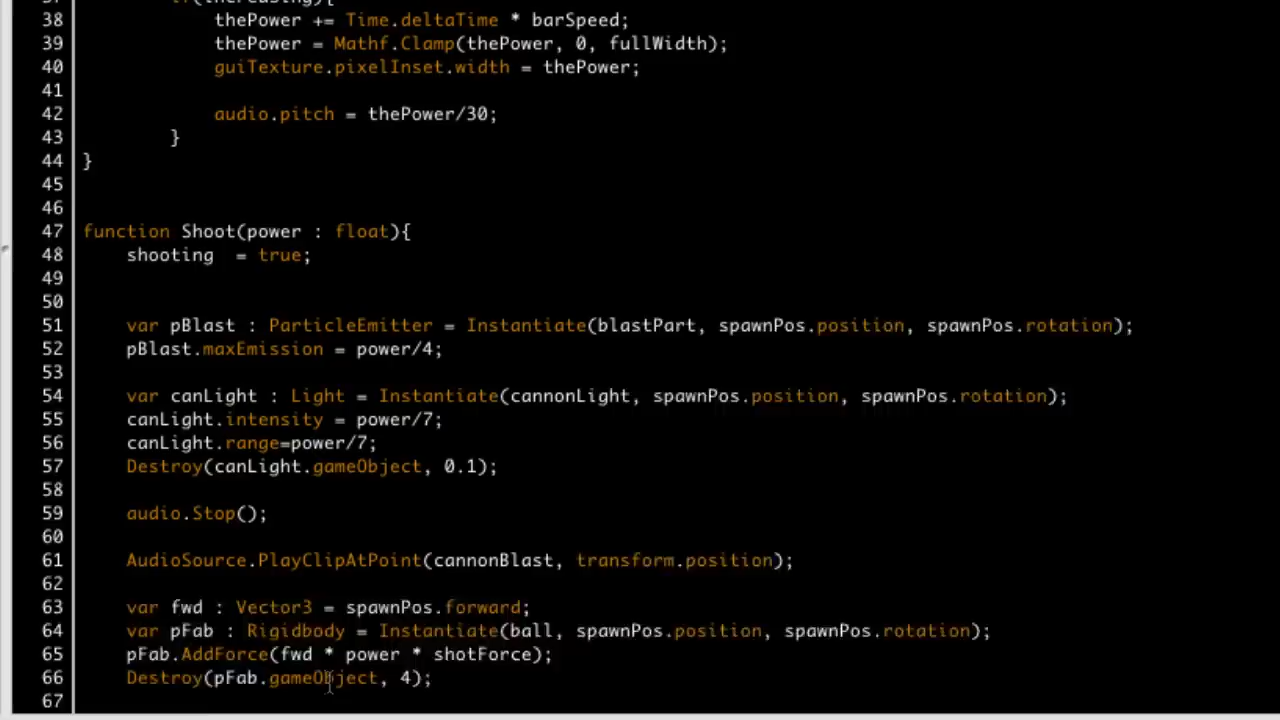 37 if(increasing){
38 thePower += Time.deltaTime * barSpeed;
39 thePower = Mathf.Clamp(thePower, 0, fullWidth);
40 guiTexture.pixelInset.width = thePower;
41
42 audio.pitch = thePower/30;
43 }
44 }
45
46
47 function Shoot(power : float){
48 shooting  = true;
49
50
51 var pBlast : ParticleEmitter = Instantiate(blastPart, spawnPos.position, spawnPos.rotation);
52 pBlast.maxEmission = power/4;
53
54 var canLight : Light = Instantiate(cannonLight, spawnPos.position, spawnPos.rotation);
55 canLight.intensity = power/7;
56 canLight.range=power/7;
57 Destroy(canLight.gameObject, 0.1);
58
59 audio.Stop();
60
61 AudioSource.PlayClipAtPoint(cannonBlast, transform.position);
62
63 var fwd : Vector3 = spawnPos.forward;
64 var pFab : Rigidbody = Instantiate(ball, spawnPos.position, spawnPos.rotation);
65 pFab.AddForce(fwd * power * shotForce);
66 Destroy(pFab.gameObject, 4);
67